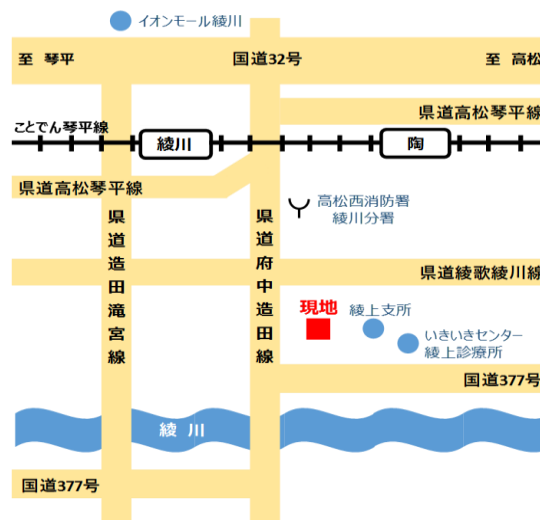 イオンモール綾川
至 琴平
国道32号
至 高松
県道高松琴平線
ことでん琴平線
綾川
陶
県道高松琴平線
高松西消防署
綾川分署
県道造田滝宮線
県道府中造田線
県道綾歌綾川線
現地
綾上支所
いきいきセンター
綾上診療所
国道377号
綾 川
国道377号